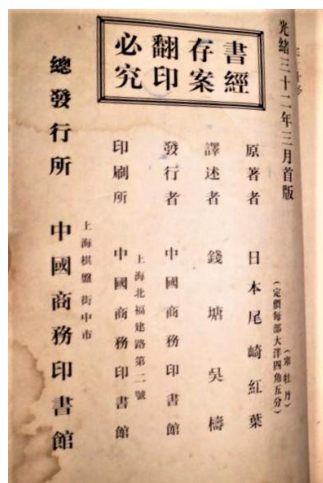 光緒三十二年三月首版
書經
存案
翻印
必究
(寒牡丹)
(定價每部大洋四角五分)
原著者 日本尾崎紅葉
譯述者 錢塘吳檮
發行者 中國商務印書館
上海北福建路第二號
印刷所 中國商務印書館
上海棋盤街中市
總發行所 中國商務印書館